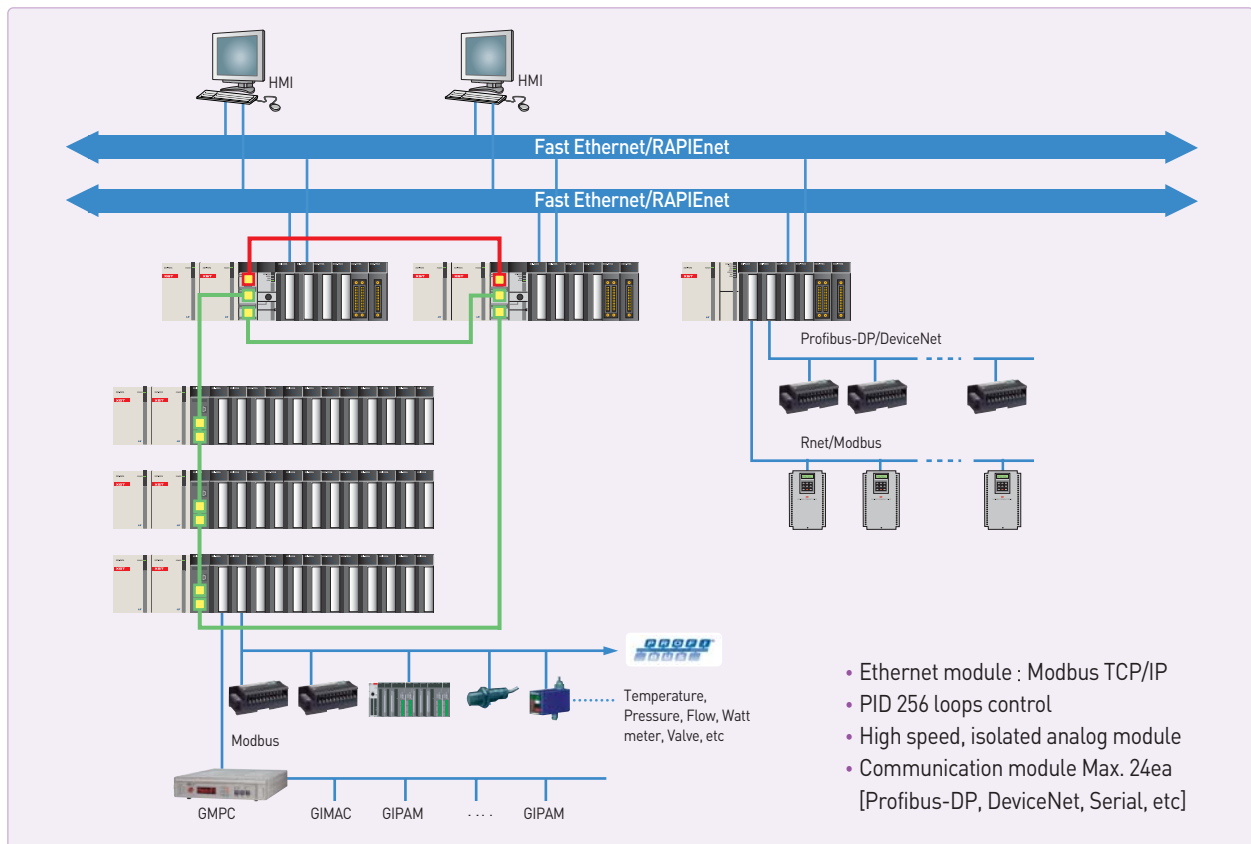 HMI
HMI
Fast Ethernet/RAPIEnet
Fast Ethernet/RAPIEnet
Profibus-DP/DeviceNet
Rnet/Modbus
PROFI
BUS
Temperature,
Pressure, Flow, Watt
meter, Valve, etc
Modbus
GMPC
GIMAC
GIPAM
....
GIPAM
• Ethernet module : Modbus TCP/IP
• PID 256 loops control
• High speed, isolated analog module
• Communication module Max. 24ea
[Profibus-DP, DeviceNet, Serial, etc]